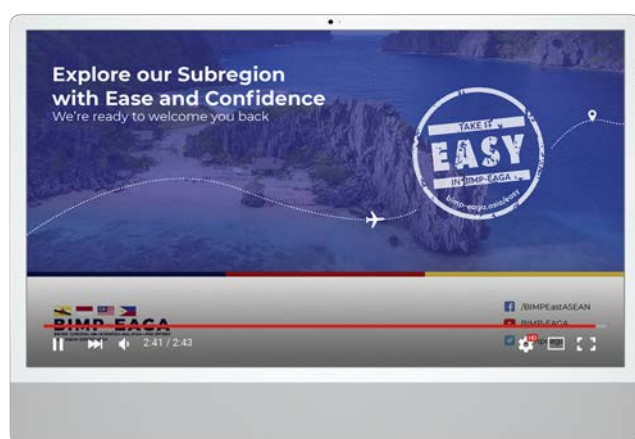 Explore our Subregion
with Ease and Confidence
We're ready to welcome you back
TAKE IT
EASY
IN BIMP-EAGA
bimp-eaga.asia/easy
BIMP-EAGA
/BIMPEastASEAN
BIMP-EAGA
2:41 / 2:43
HD